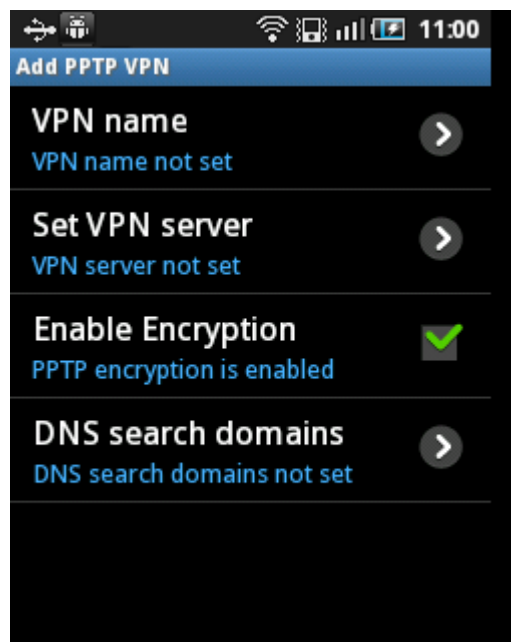 11:00
Add PPTP VPN
VPN name
VPN name not set
Set VPN server
VPN server not set
Enable Encryption
PPTP encryption is enabled
DNS search domains
DNS search domains not set